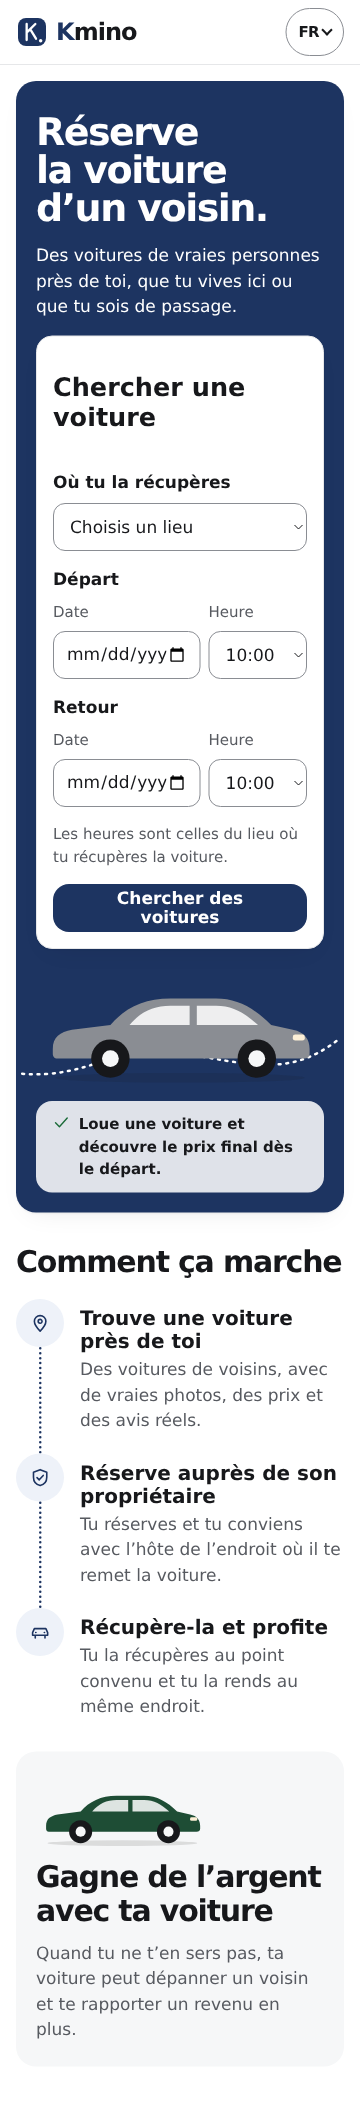 K.
Kmino
FR
Réserve
la voiture
d’un voisin.
Des voitures de vraies personnes
près de toi, que tu vives ici ou
que tu sois de passage.
Chercher une
voiture
Où tu la récupères
Choisis un lieu
Départ
Date
Heure
mm/dd/yyy
10:00
Retour
Date
Heure
mm/dd/yyy
10:00
Les heures sont celles du lieu où
tu récupères la voiture.
Chercher des
voitures
Loue une voiture et
découvre le prix final dès
le départ.
Comment ça marche
Trouve une voiture
près de toi
Des voitures de voisins, avec
de vraies photos, des prix et
des avis réels.
Réserve auprès de son
propriétaire
Tu réserves et tu conviens
avec l’hôte de l’endroit où il te
remet la voiture.
Récupère-la et profite
Tu la récupères au point
convenu et tu la rends au
même endroit.
Gagne de l’argent
avec ta voiture
Quand tu ne t’en sers pas, ta
voiture peut dépanner un voisin
et te rapporter un revenu en
plus.